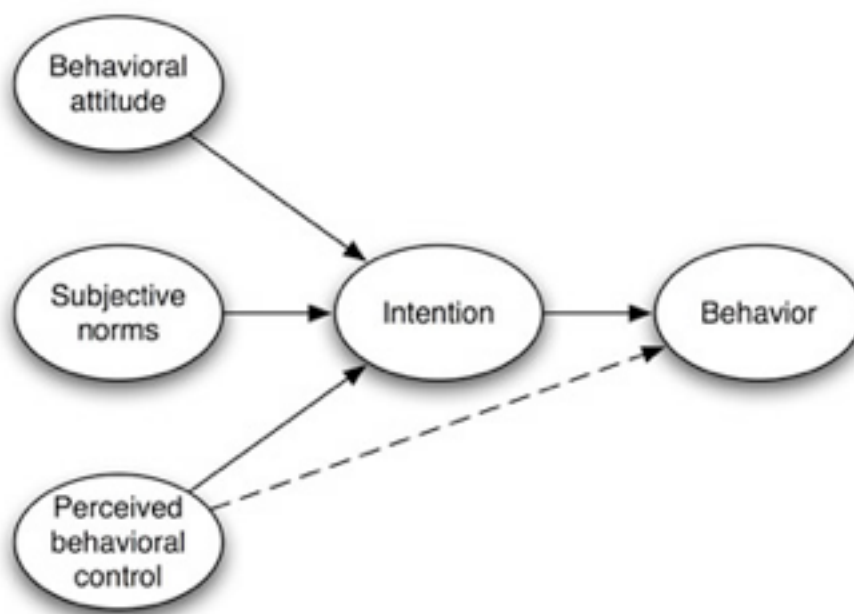 Behavioral
attitude
Subjective
norms
Intention
Behavior
Perceived
behavioral
control